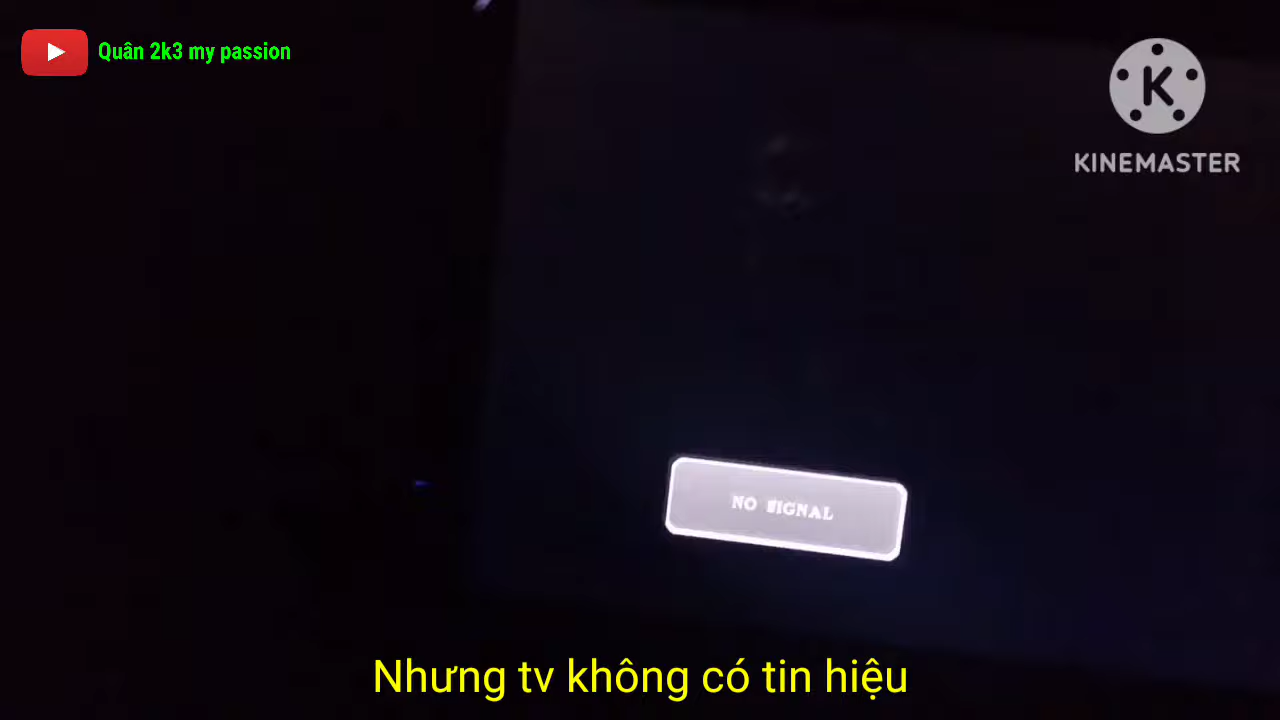 Quân 2k3 my passion
KINEMASTER
NO SIGNAL
Nhưng tv không có tin hiệu